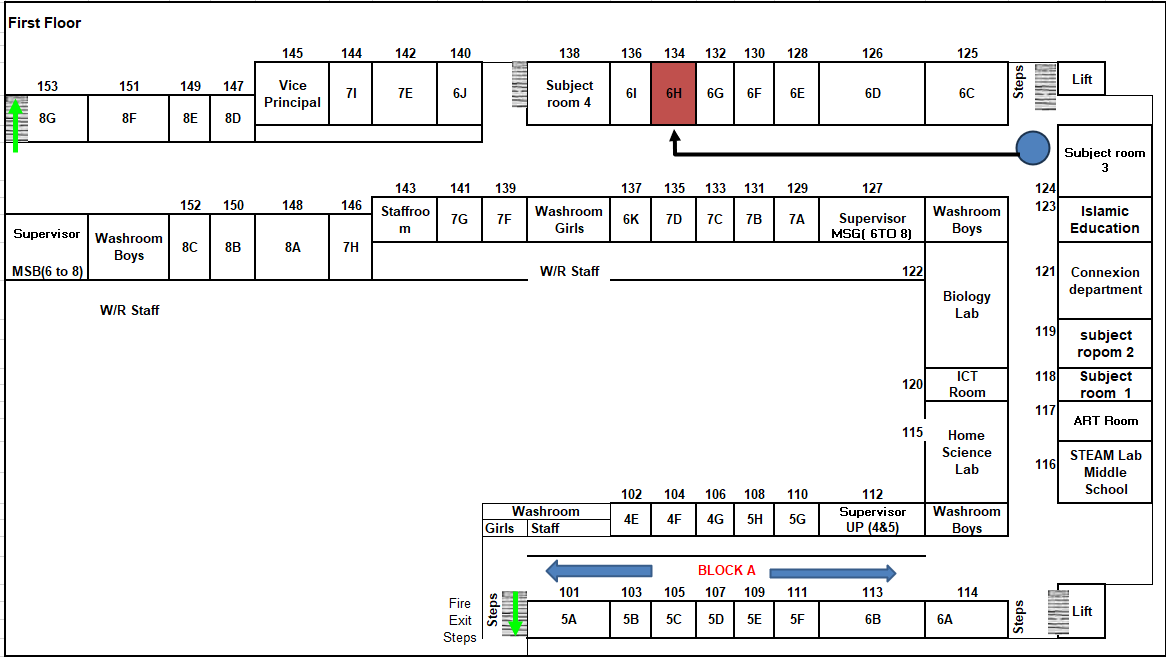 First Floor
145 144 142 140 138 136 134 132 130 128 126 125
Vice
Principal
7I 7E 6J
Subject
room 4
6I 6H 6G 6F 6E 6D 6C
Steps
Lift
153 151 149 147
8G 8F 8E 8D
Subject room
3
124
143 141 139 137 135 133 131 129 127
Staffroo
m
7G 7F
Washroom
Girls
6K 7D 7C 7B 7A
Supervisor
MSG( 6TO 8)
Washroom
Boys
123
Islamic
Education
152 150 148 146
Supervisor
MSB(6 to 8)
Washroom
Boys
8C 8B 8A 7H
W/R Staff
W/R Staff
122
Biology
Lab
121
Connexion
department
119
subject
ropom 2
120
ICT
Room
118
Subject
room 1
117
ART Room
115
Home
Science
Lab
116
STEAM Lab
Middle
School
102 104 106 108 110 112
Washroom
Girls Staff
4E 4F 4G 5H 5G
Supervisor
UP (4&5)
Washroom
Boys
BLOCK A
101 103 105 107 109 111 113 114
Fire
Exit
Steps
Steps
5A 5B 5C 5D 5E 5F 6B 6A
Steps
Lift